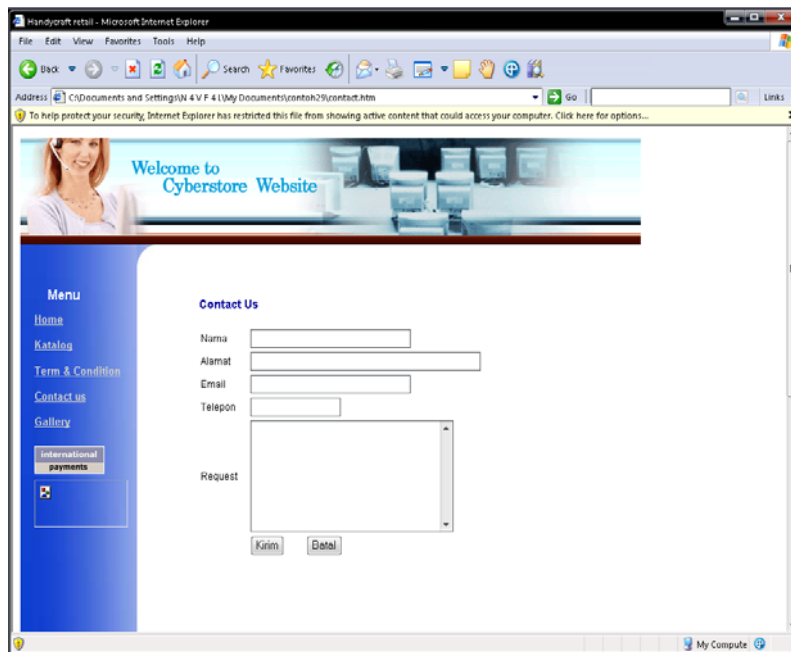 Handycraft retail - Microsoft Internet Explorer
File Edit View Favorites Tools Help
Back Search Favorites
Address C:\Documents and Settings\N 4 V F 4 L\My Documents\contoh29\contact.htm Go Links
To help protect your security, Internet Explorer has restricted this file from showing active content that could access your computer. Click here for options...
Welcome to
Cyberstore Website
Menu
Home
Katalog
Term & Condition
Contact us
Gallery
international
payments
Contact Us
Nama
Alamat
Email
Telepon
Request
Kirim Batal
My Compute